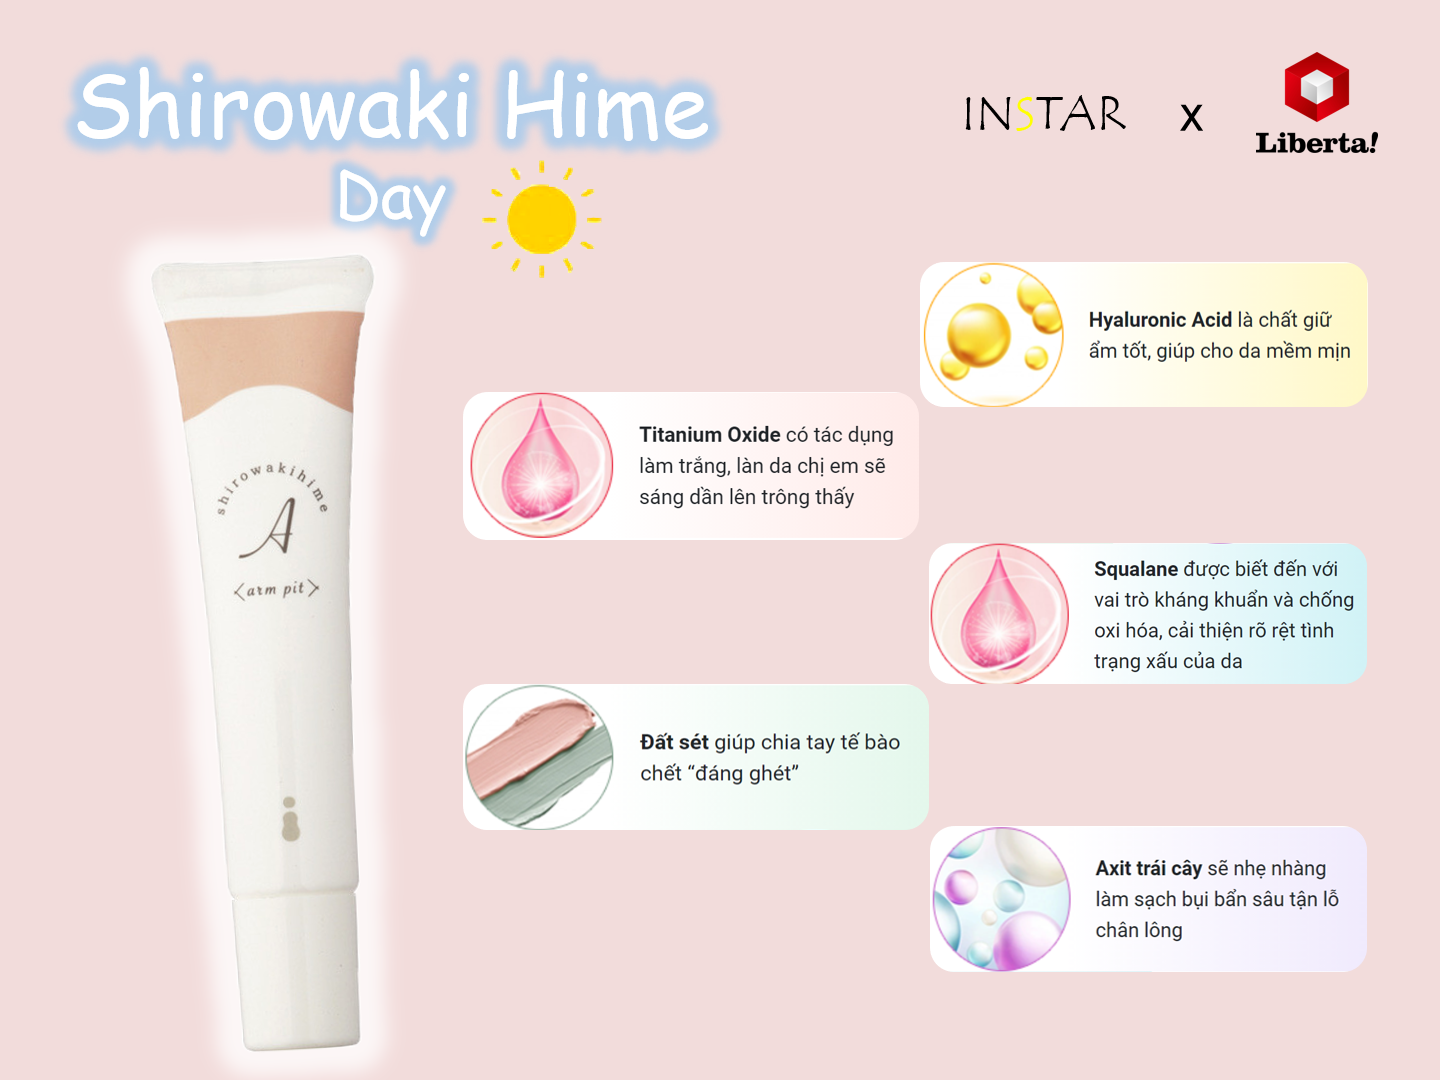 Shirowaki Hime
Day
INSTAR x Liberta!
shirowakihime
A
<arm pit>
Hyaluronic Acid là chất giữ
ẩm tốt, giúp cho da mềm mịn
Titanium Oxide có tác dụng
làm trắng, làn da chị em sẽ
sáng dần lên trông thấy
Squalane được biết đến với
vai trò kháng khuẩn và chống
oxi hóa, cải thiện rõ rệt tình
trạng xấu của da
Đất sét giúp chia tay tế bào
chết “đáng ghét”
Axit trái cây sẽ nhẹ nhàng
làm sạch bụi bẩn sâu tận lỗ
chân lông